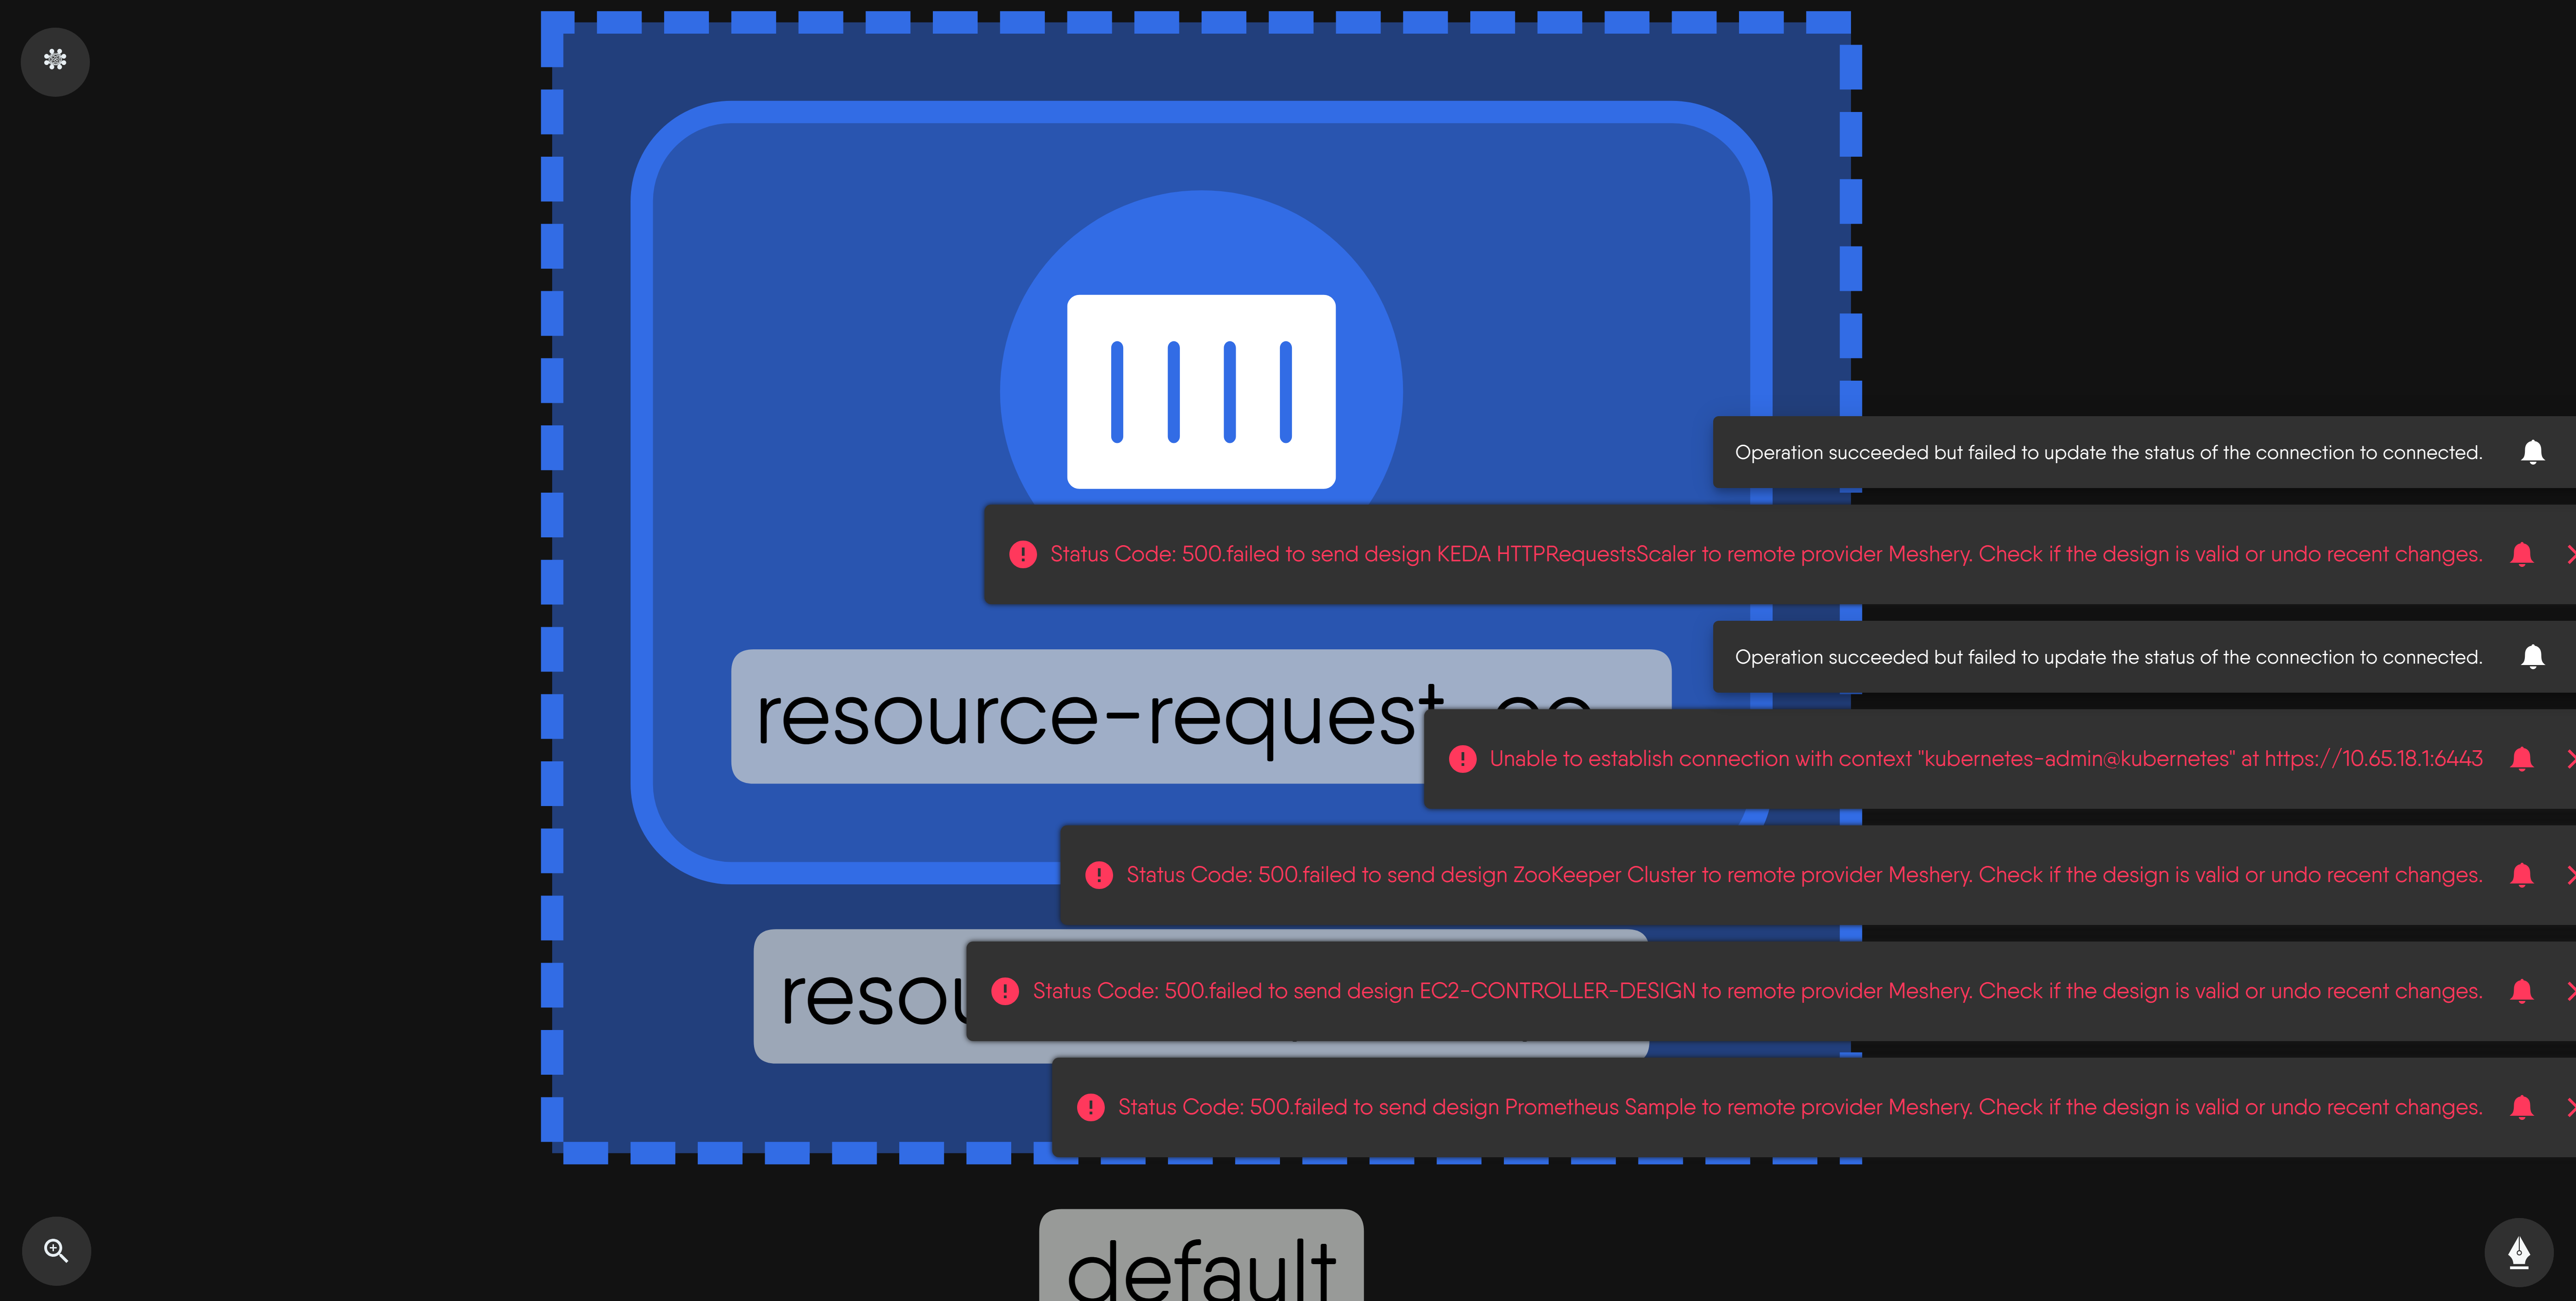 Operation succeeded but failed to update the status of the connection to connected.
Status Code: 500.failed to send design KEDA HTTPRequestsScaler to remote provider Meshery. Check if the design is valid or undo recent changes.
Operation succeeded but failed to update the status of the connection to connected.
resource-request
Unable to establish connection with context "kubernetes-admin@kubernetes" at https://10.65.18.1:6443
Status Code: 500.failed to send design ZooKeeper Cluster to remote provider Meshery. Check if the design is valid or undo recent changes.
Status Code: 500.failed to send design EC2-CONTROLLER-DESIGN to remote provider Meshery. Check if the design is valid or undo recent changes.
Status Code: 500.failed to send design Prometheus Sample to remote provider Meshery. Check if the design is valid or undo recent changes.
default